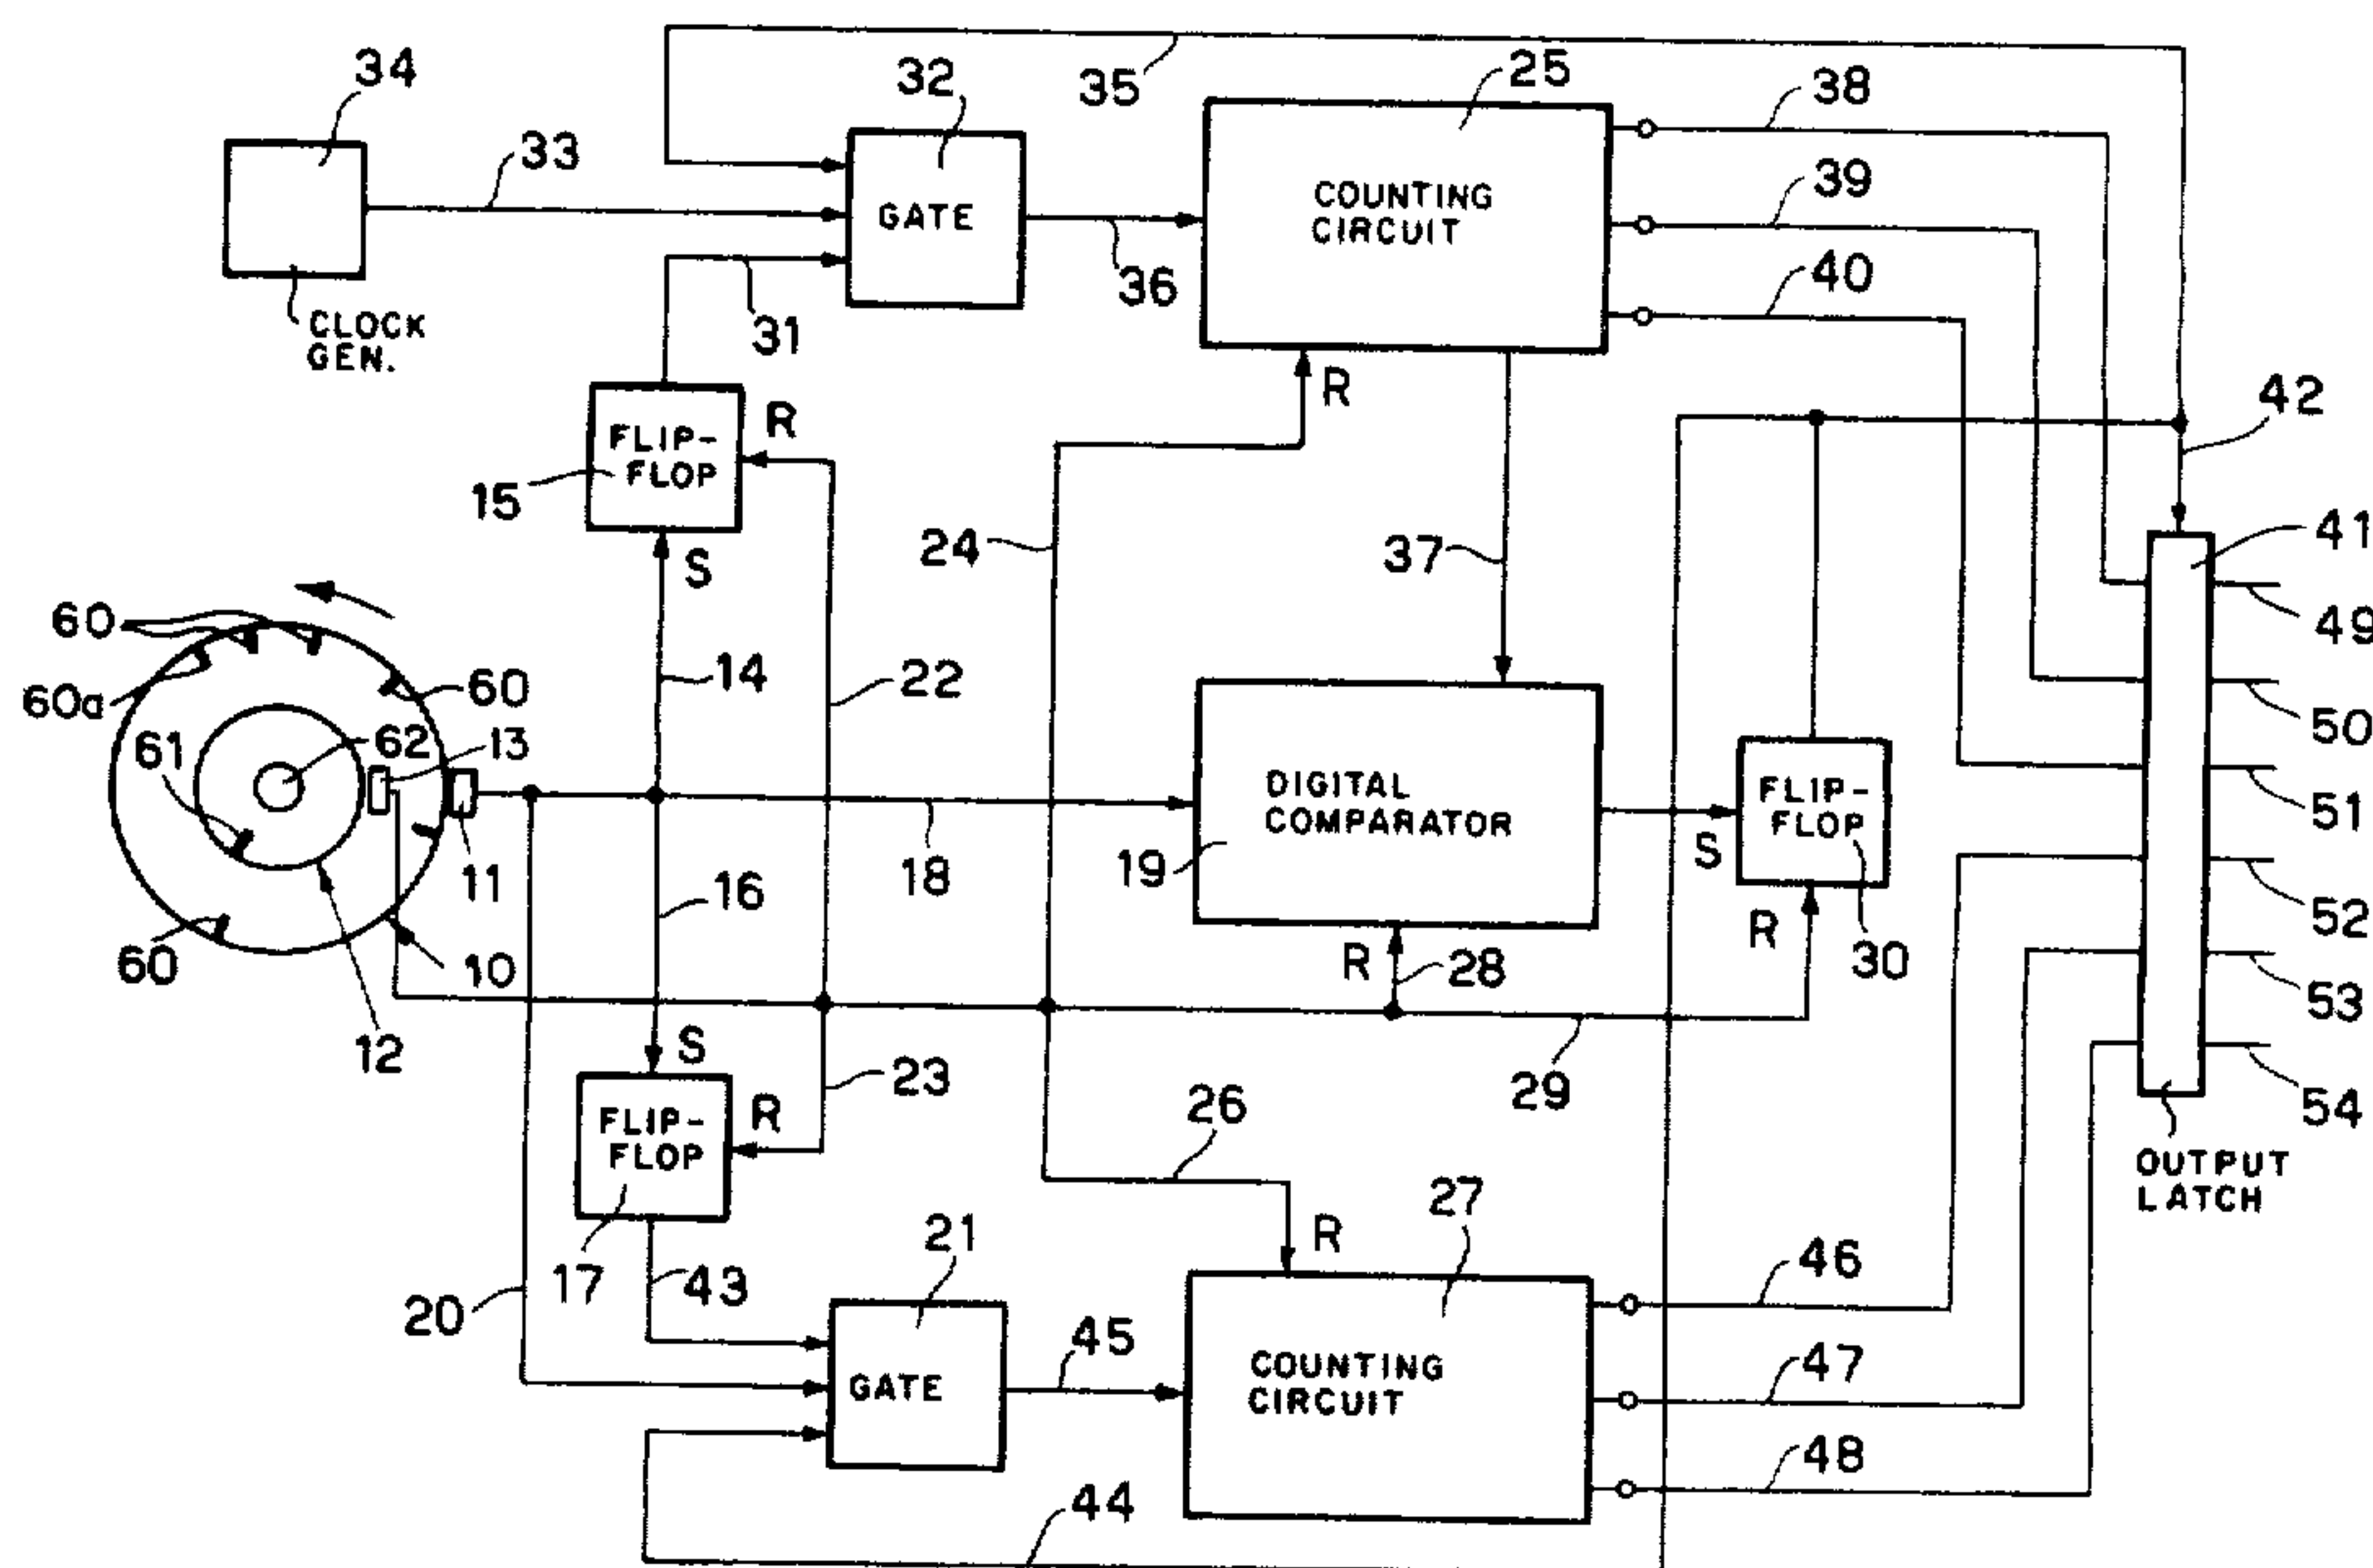 34
32
35
25
38
33
39
GATE
COUNTING
CIRCUIT
36
40
CLOCK
GEN.
31
R
42
FLIP-
FLOP
R
15
24
37
41
S
49
60
14
22
60a
60
50
61
62
13
DIGITAL
COMPARATOR
FLIP-
FLOP
51
11
18
19
S
16
52
60
10
R
28
R
30
53
12
S
23
29
54
26
FLIP-
FLOP
R
OUTPUT
LATCH
27
21
R
17
43
46
20
45
GATE
COUNTING
CIRCUIT
47
48
44